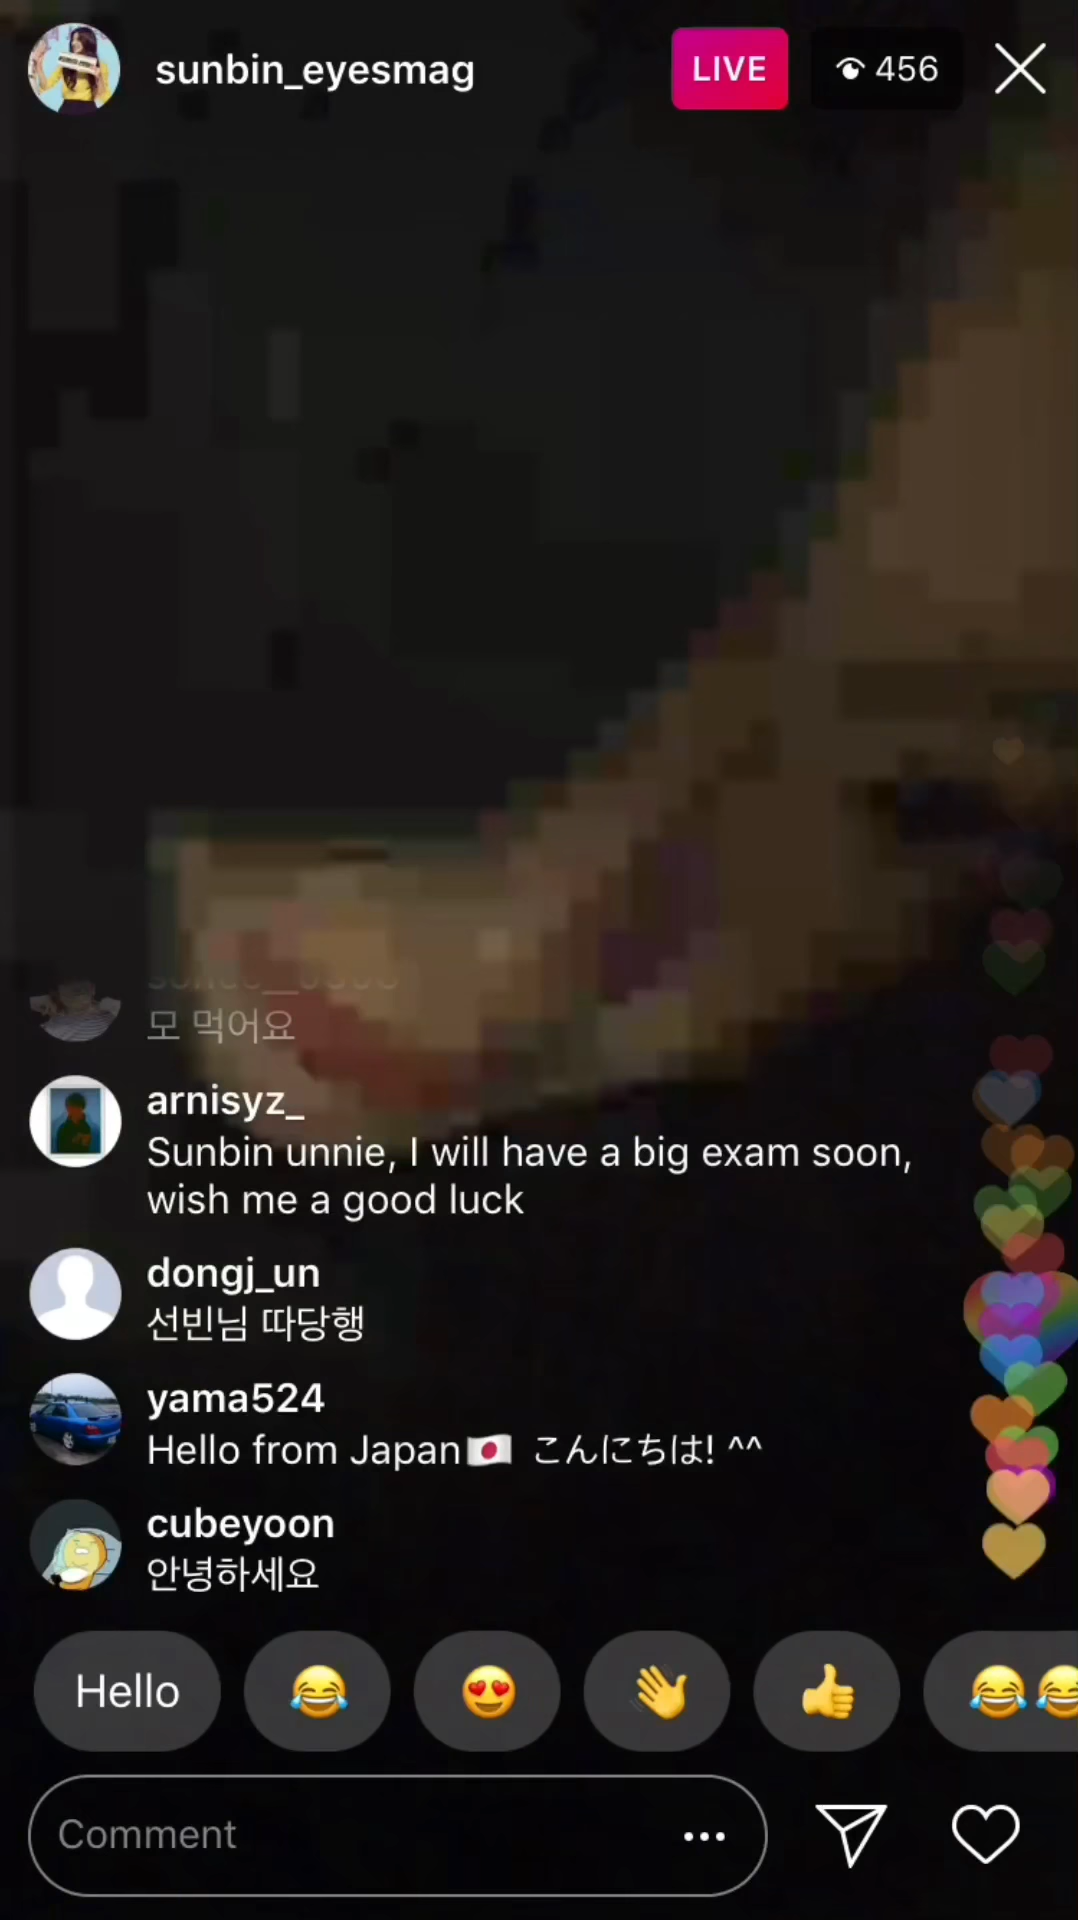 sunbin_eyesmag
LIVE
456
모 먹어요
arnisyz_
Sunbin unnie, I will have a big exam soon,
wish me a good luck
dongj_un
선빈님 따당행
yama524
Hello from Japan🇯🇵 こんにちは! ^^
cubeyoon
안녕하세요
Hello
Comment